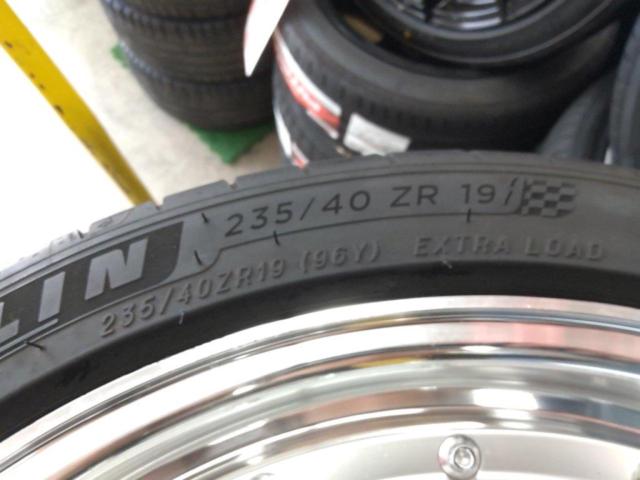 235/40 ZR 19
LIN
235/40ZR19 (96Y) EXTRA LOAD